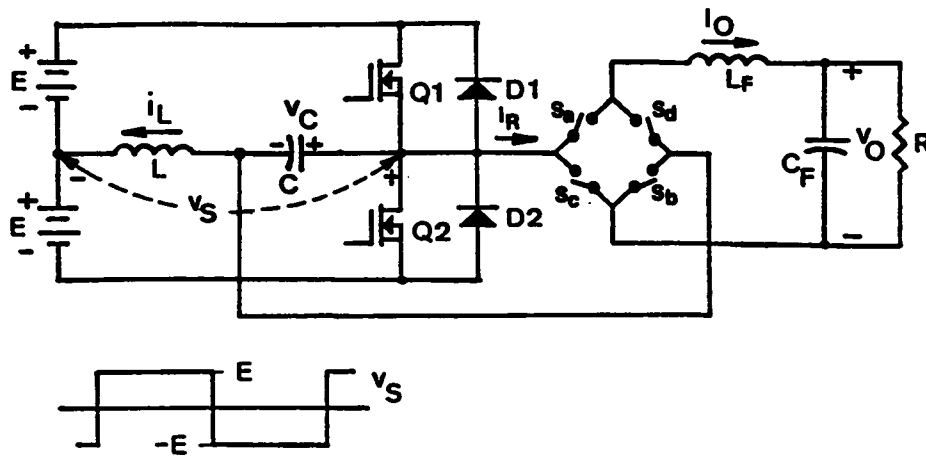 E + -
Q1
D1
i_L
v_C
- +
L
C
i_R
+
- v_S
E + -
Q2
D2
s_a
s_d
s_c
s_b
I_O
L_F
C_F
+
v_O
-
R
E
v_S
-E